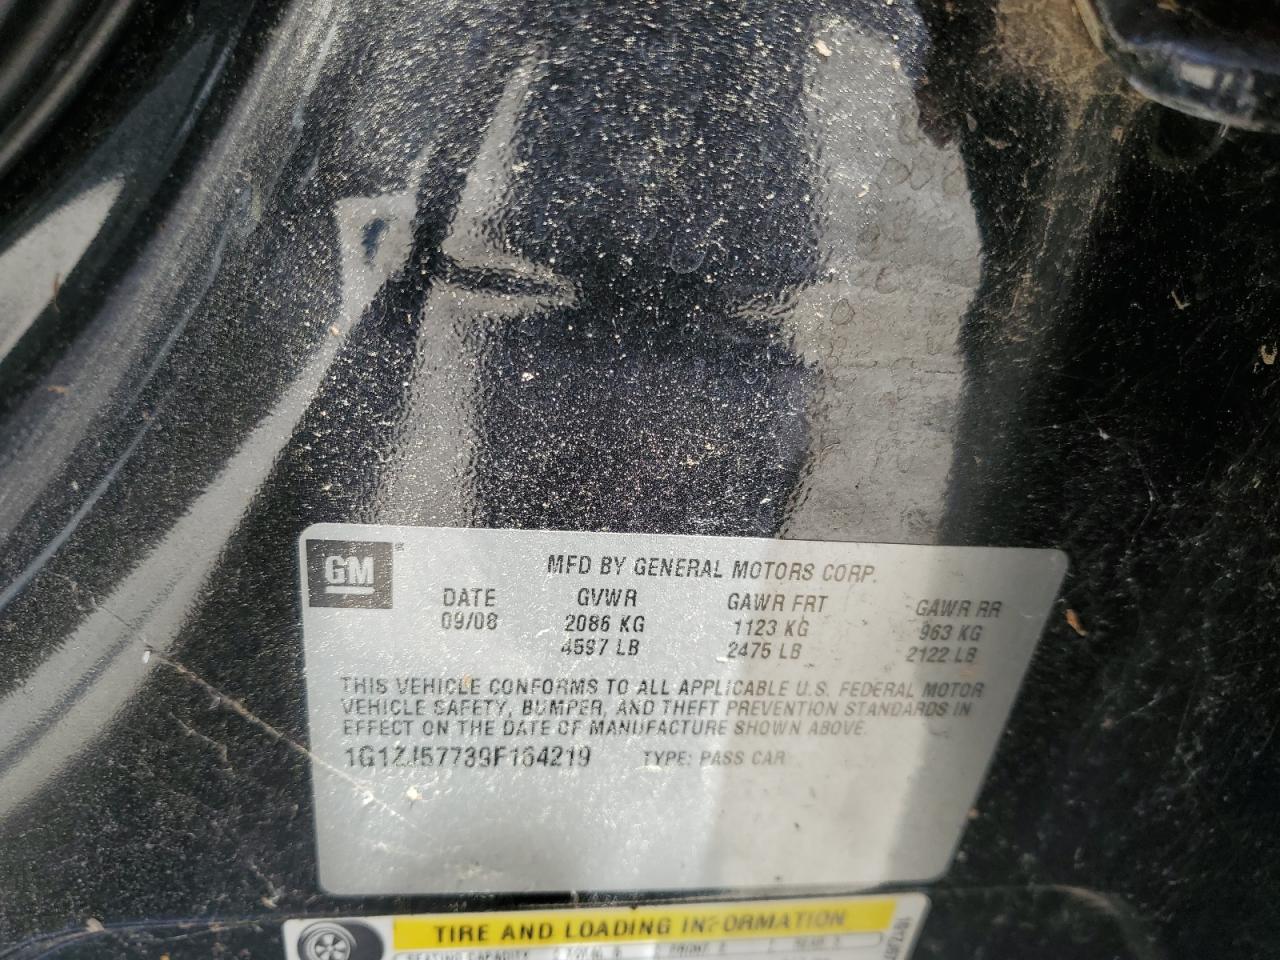 GM
MFD BY GENERAL MOTORS CORP.
DATE GVWR GAWR FRT GAWR RR
09/08 2086 KG 1123 KG 963 KG
4597 LB 2475 LB 2122 LB
THIS VEHICLE CONFORMS TO ALL APPLICABLE U.S. FEDERAL MOTOR
VEHICLE SAFETY, BUMPER, AND THEFT PREVENTION STANDARDS IN
EFFECT ON THE DATE OF MANUFACTURE SHOWN ABOVE.
1G1ZJ57739F164219 TYPE: PASS CAR
TIRE AND LOADING INFORMATION
SEATING CAPACITY